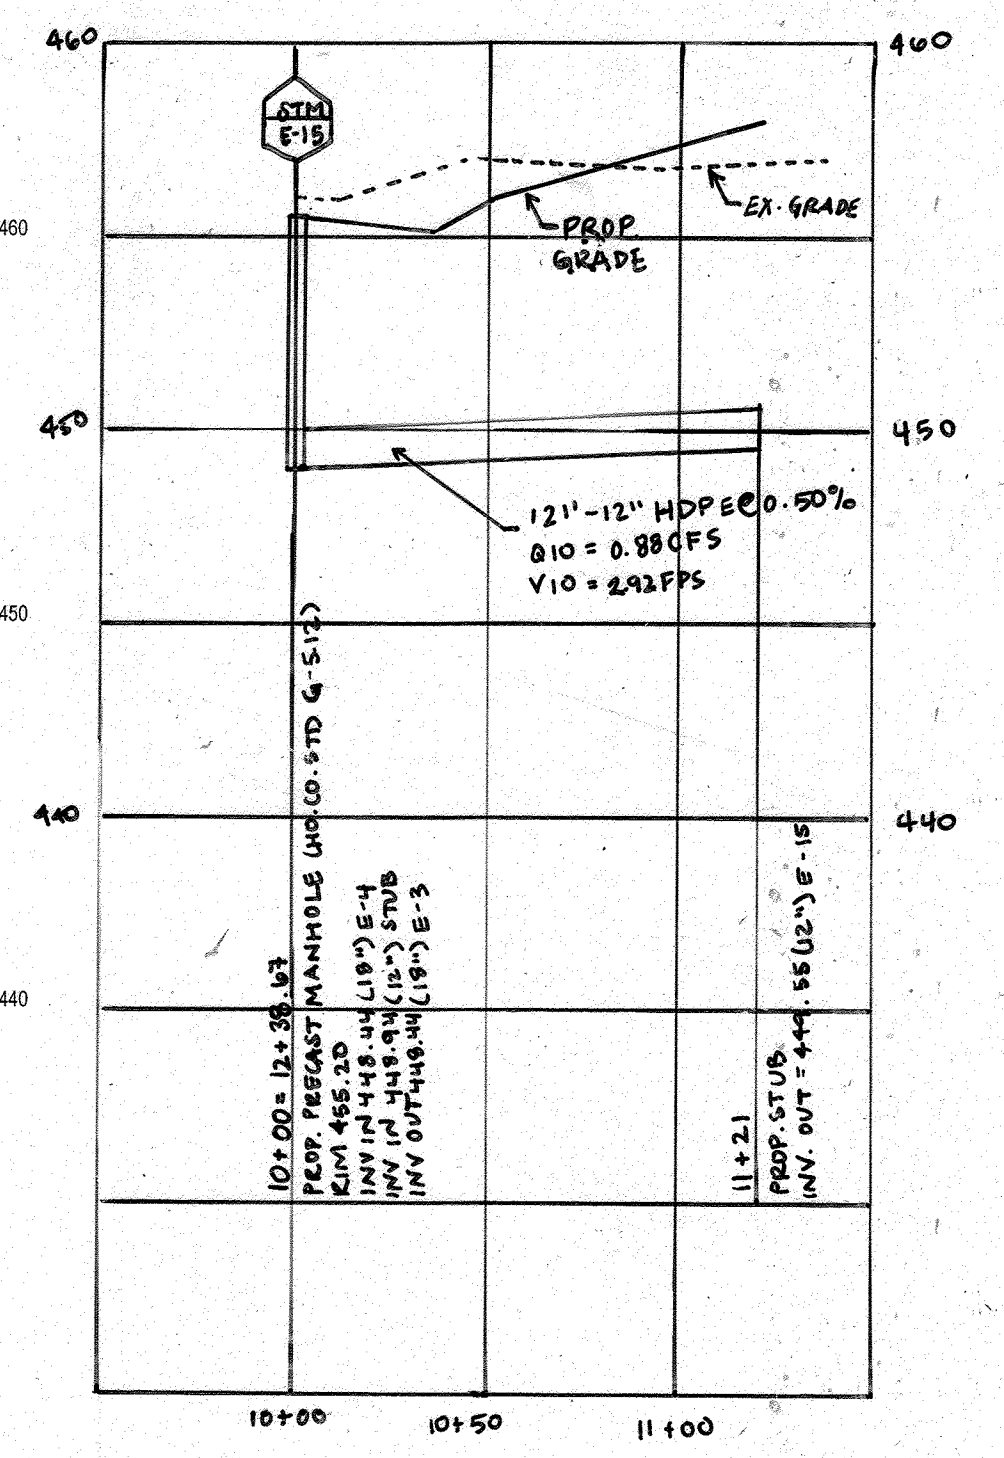 460
460
STM
E-15
460
EX. GRADE
PROP.
GRADE
450
450
121'-12" HDPE@0.50%
Q10 = 0.88CFS
V10 = 2.92FPS
450
440
440
440
10+00 = 12+38.67
PROP. PRECAST MANHOLE (HO.CO.STD G-5.12)
RIM 455.20
INV IN 448.44 (18") E-4
INV IN 448.94 (12") STUB
INV OUT 448.44 (18") E-3
11+21
PROP. STUB
INV. OUT = 449.55 (12") E-15
10+00
10+50
11+00